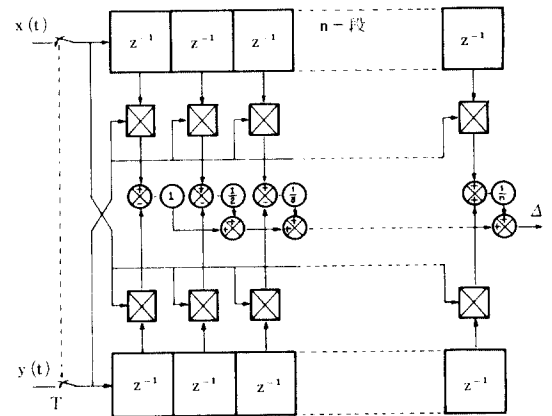 x(t)
z⁻¹ z⁻¹ z⁻¹ n-段 z⁻¹
+ - 1 + - 1/2 + - 1/3 + + 1/n
+ + + + + + Δ
y(t)
T
z⁻¹ z⁻¹ z⁻¹ z⁻¹